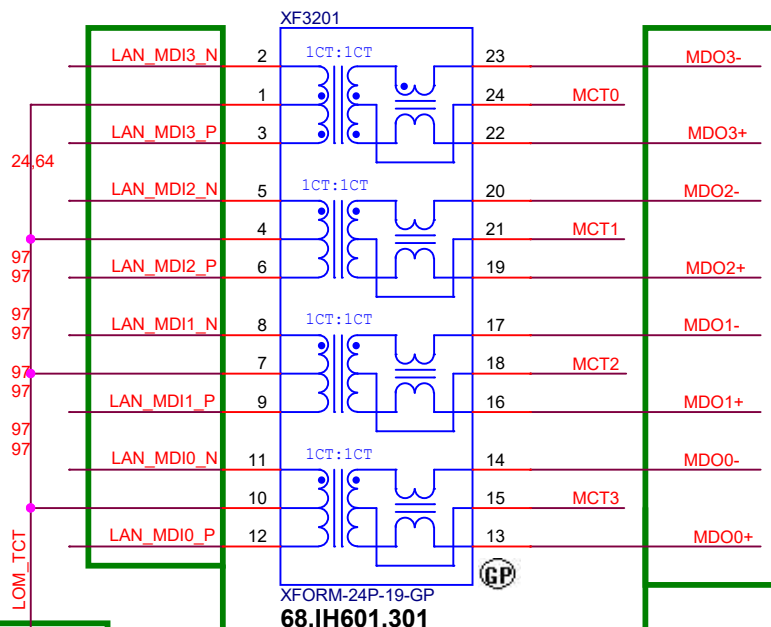 XF3201
LAN_MDI3_N 2 1CT:1CT 23 MDO3-
1 24 MCT0
LAN_MDI3_P 3 22 MDO3+
24,64
LAN_MDI2_N 5 1CT:1CT 20 MDO2-
4 21 MCT1
97
LAN_MDI2_P 6 19 MDO2+
97
97
LAN_MDI1_N 8 1CT:1CT 17 MDO1-
97
7 18 MCT2
97
97
LAN_MDI1_P 9 16 MDO1+
97
97
LAN_MDI0_N 11 1CT:1CT 14 MDO0-
10 15 MCT3
LAN_MDI0_P 12 13 MDO0+
LOM_TCT
GP
XFORM-24P-19-GP
68.IH601.301